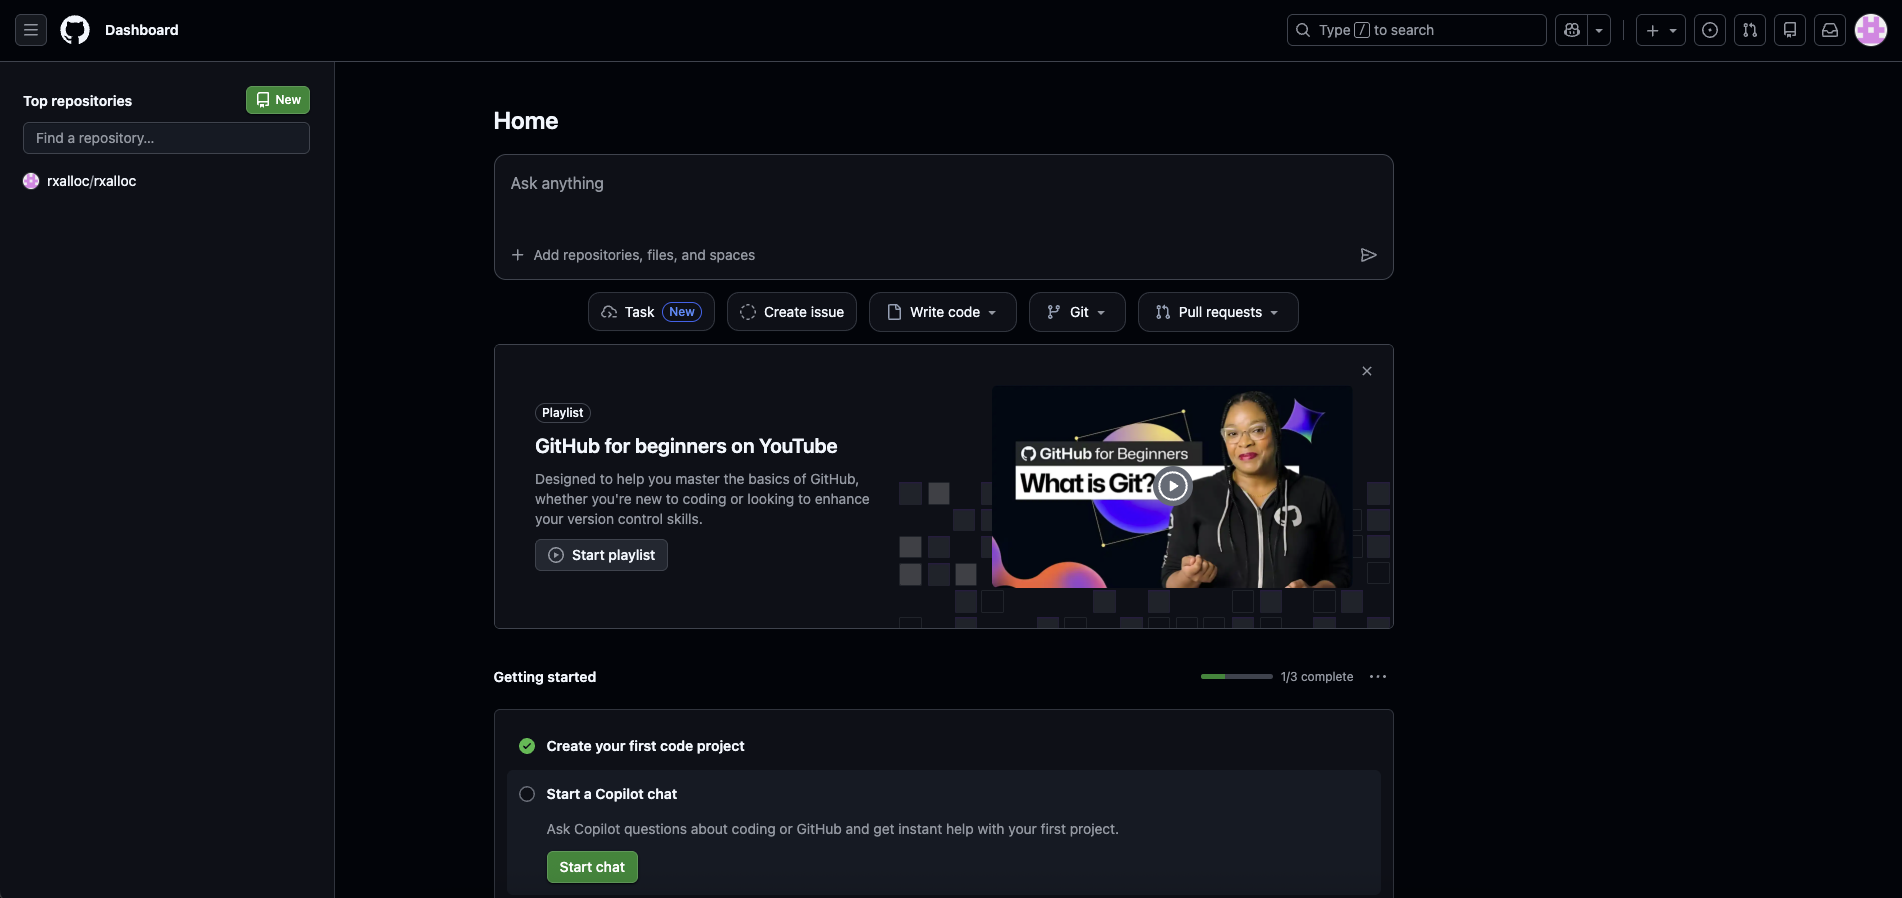 Dashboard
Type / to search
Top repositories
New
Find a repository...
rxalloc/rxalloc
Home
Ask anything
Add repositories, files, and spaces
Task New
Create issue
Write code
Git
Pull requests
Playlist
GitHub for beginners on YouTube
Designed to help you master the basics of GitHub,
whether you're new to coding or looking to enhance
your version control skills.
Start playlist
GitHub for Beginners
What is Git?
Getting started
1/3 complete
Create your first code project
Start a Copilot chat
Ask Copilot questions about coding or GitHub and get instant help with your first project.
Start chat